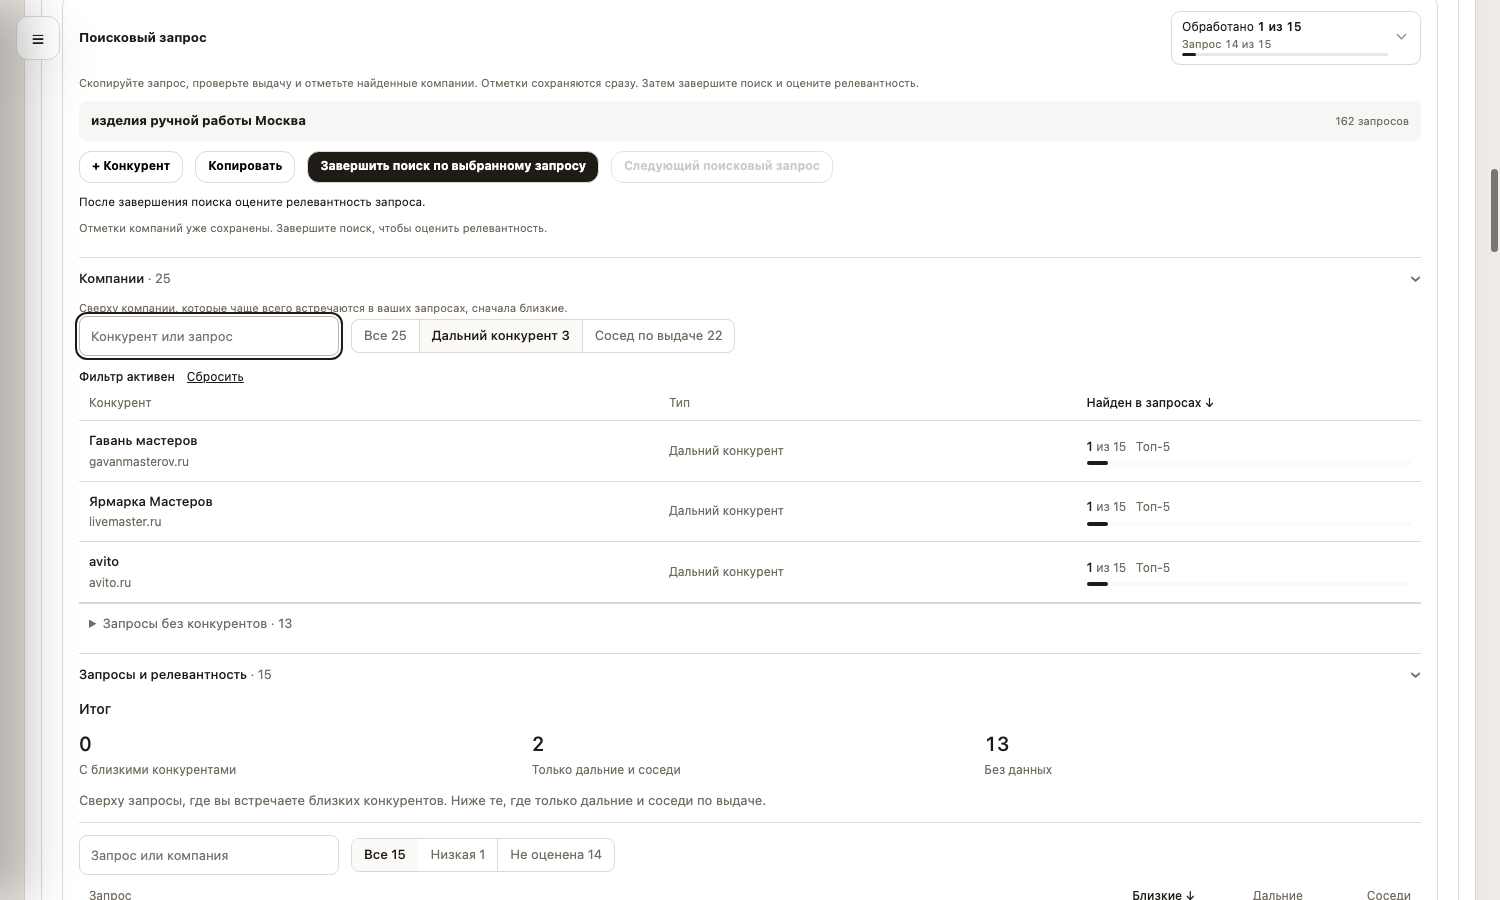 Поисковый запрос
Обработано 1 из 15
Запрос 14 из 15
Скопируйте запрос, проверьте выдачу и отметьте найденные компании. Отметки сохраняются сразу. Затем завершите поиск и оцените релевантность.
изделия ручной работы Москва
162 запросов
+ Конкурент
Копировать
Завершить поиск по выбранному запросу
Следующий поисковый запрос
После завершения поиска оцените релевантность запроса.
Отметки компаний уже сохранены. Завершите поиск, чтобы оценить релевантность.
Компании · 25
Сверху компании, которые чаще всего встречаются в ваших запросах, сначала близкие.
Конкурент или запрос
Все 25
Дальний конкурент 3
Сосед по выдаче 22
Фильтр активен Сбросить
Конкурент
Тип
Найден в запросах ↓
Гавань мастеров
gavanmasterov.ru
Дальний конкурент
1 из 15 Топ-5
Ярмарка Мастеров
livemaster.ru
Дальний конкурент
1 из 15 Топ-5
avito
avito.ru
Дальний конкурент
1 из 15 Топ-5
Запросы без конкурентов · 13
Запросы и релевантность · 15
Итог
0
С близкими конкурентами
2
Только дальние и соседи
13
Без данных
Сверху запросы, где вы встречаете близких конкурентов. Ниже те, где только дальние и соседи по выдаче.
Запрос или компания
Все 15
Низкая 1
Не оценена 14
Запрос
Близкие ↓
Дальние
Соседи